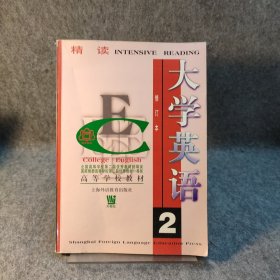 精读 INTENSIVE READING
大学英语
修订本
E
C
College English
高等学校教材
上海外语教育出版社
2
Shanghai Foreign Language Education Press